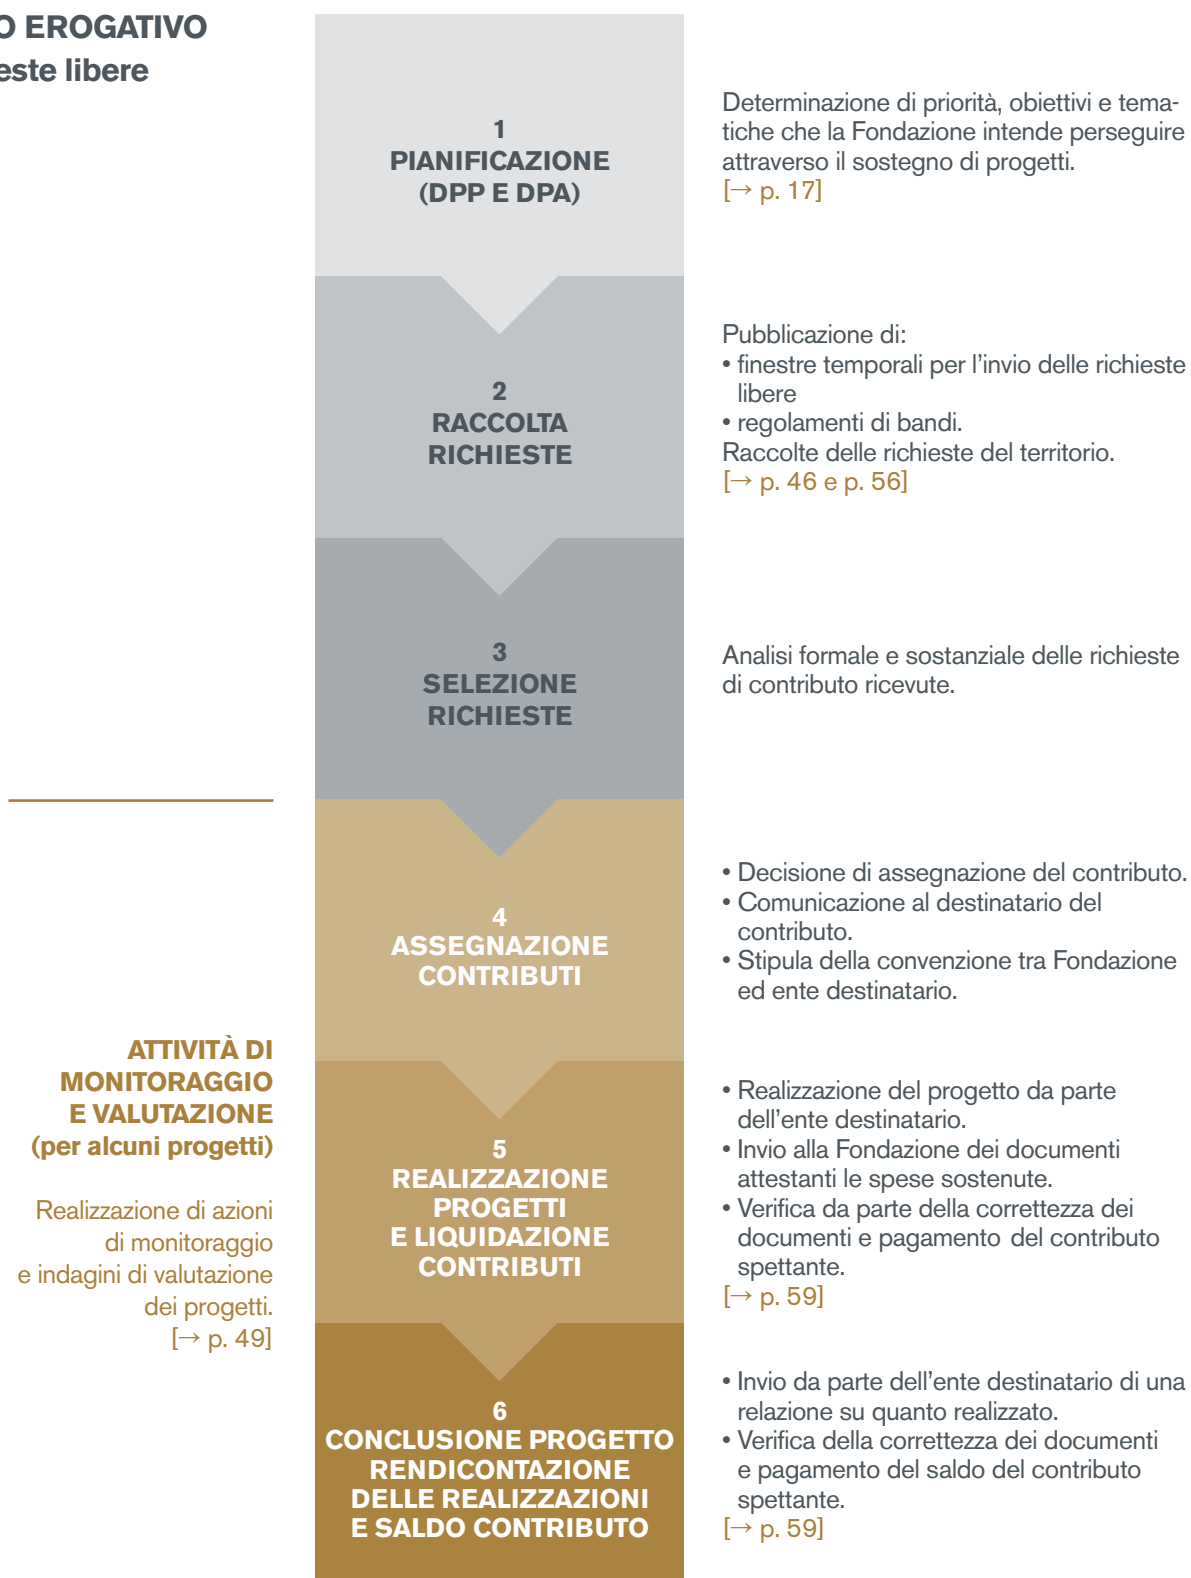 O EROGATIVO
este libere
1
PIANIFICAZIONE
(DPP E DPA)
Determinazione di priorità, obiettivi e tema-
tiche che la Fondazione intende perseguire
attraverso il sostegno di progetti.
[→ p. 17]
2
RACCOLTA
RICHIESTE
Pubblicazione di:
• finestre temporali per l’invio delle richieste
libere
• regolamenti di bandi.
Raccolte delle richieste del territorio.
[→ p. 46 e p. 56]
3
SELEZIONE
RICHIESTE
Analisi formale e sostanziale delle richieste
di contributo ricevute.
4
ASSEGNAZIONE
CONTRIBUTI
• Decisione di assegnazione del contributo.
• Comunicazione al destinatario del
contributo.
• Stipula della convenzione tra Fondazione
ed ente destinatario.
ATTIVITÀ DI
MONITORAGGIO
E VALUTAZIONE
(per alcuni progetti)
Realizzazione di azioni
di monitoraggio
e indagini di valutazione
dei progetti.
[→ p. 49]
5
REALIZZAZIONE
PROGETTI
E LIQUIDAZIONE
CONTRIBUTI
• Realizzazione del progetto da parte
dell’ente destinatario.
• Invio alla Fondazione dei documenti
attestanti le spese sostenute.
• Verifica da parte della correttezza dei
documenti e pagamento del contributo
spettante.
[→ p. 59]
6
CONCLUSIONE PROGETTO
RENDICONTAZIONE
DELLE REALIZZAZIONI
E SALDO CONTRIBUTO
• Invio da parte dell’ente destinatario di una
relazione su quanto realizzato.
• Verifica della correttezza dei documenti
e pagamento del saldo del contributo
spettante.
[→ p. 59]